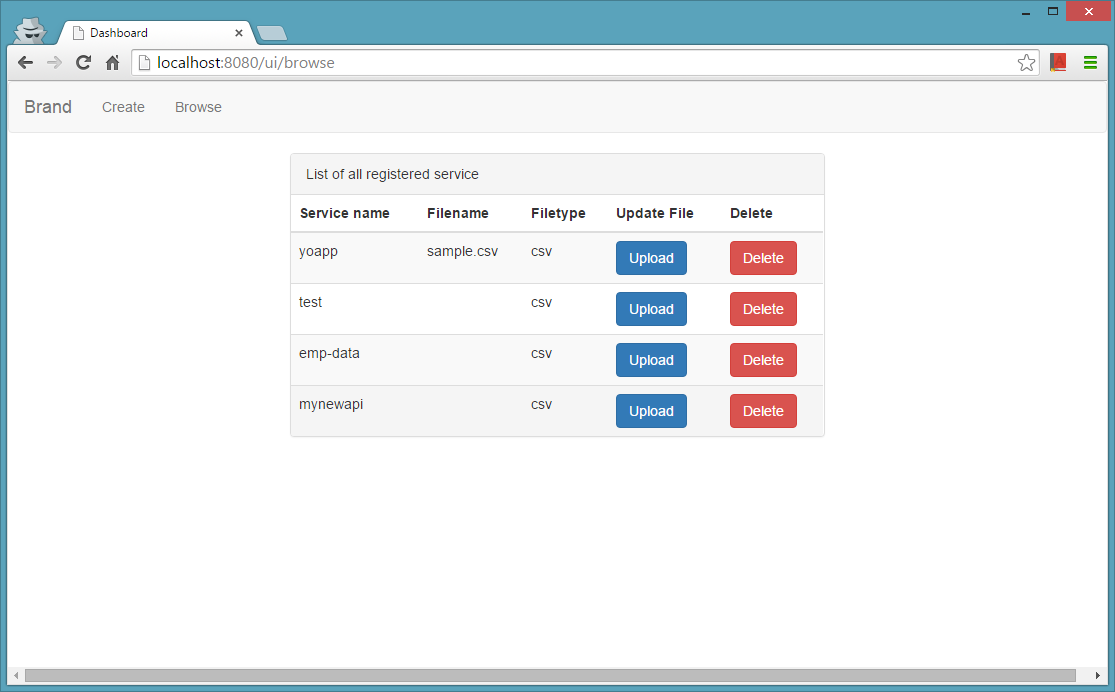 Dashboard
localhost:8080/ui/browse
Brand Create Browse
List of all registered service
Service name Filename Filetype Update File Delete
yoapp sample.csv csv Upload Delete
test csv Upload Delete
emp-data csv Upload Delete
mynewapi csv Upload Delete